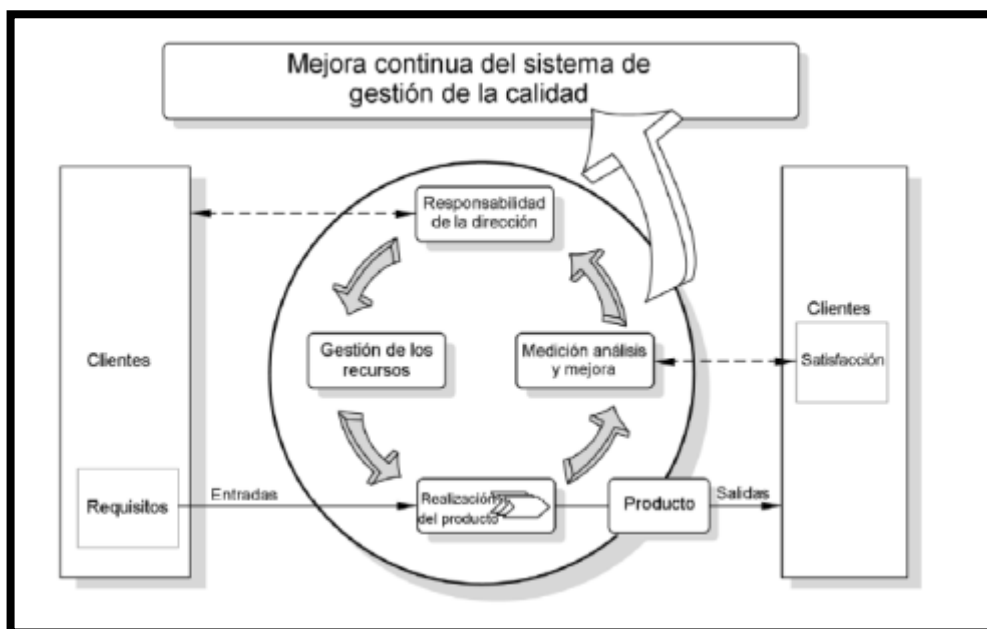 Mejora continua del sistema de
gestión de la calidad
Responsabilidad
de la dirección
Clientes
Clientes
Gestión de los
recursos
Medición análisis
y mejora
Satisfacción
Requisitos
Entradas
Realización
del producto
Producto
Salidas